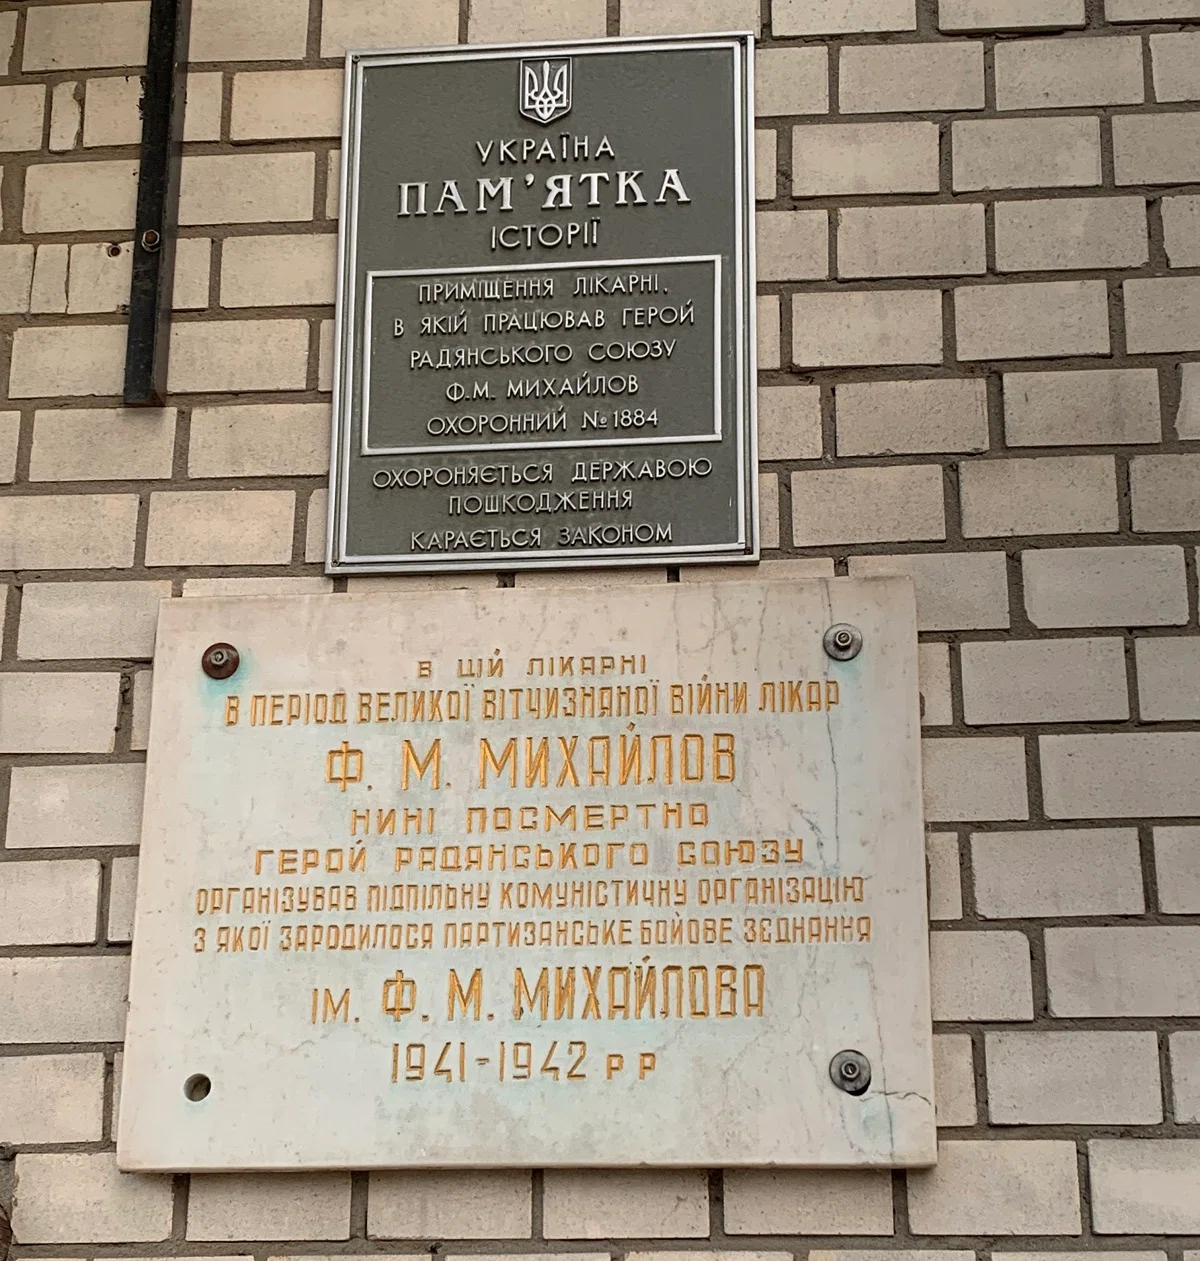 УКРАЇНА
ПАМ'ЯТКА
ІСТОРІЇ
ПРИМІЩЕННЯ ЛІКАРНІ,
В ЯКІЙ ПРАЦЮВАВ ГЕРОЙ
РАДЯНСЬКОГО СОЮЗУ
Ф.М. МИХАЙЛОВ
ОХОРОННИЙ №1884
ОХОРОНЯЄТЬСЯ ДЕРЖАВОЮ
ПОШКОДЖЕННЯ
КАРАЄТЬСЯ ЗАКОНОМ
В ЦІЙ ЛІКАРНІ
В ПЕРІОД ВЕЛИКОЇ ВІТЧИЗНЯНОЇ ВІЙНИ ЛІКАР
Ф. М. МИХАЙЛОВ
НИНІ ПОСМЕРТНО
ГЕРОЙ РАДЯНСЬКОГО СОЮЗУ
ОРГАНІЗУВАВ ПІДПІЛЬНУ КОМУНІСТИЧНУ ОРГАНІЗАЦІЮ
З ЯКОЇ ЗАРОДИЛОСЯ ПАРТИЗАНСЬКЕ БОЙОВЕ ЗЄДНАННЯ
ІМ. Ф. М. МИХАЙЛОВА
1941-1942 РР